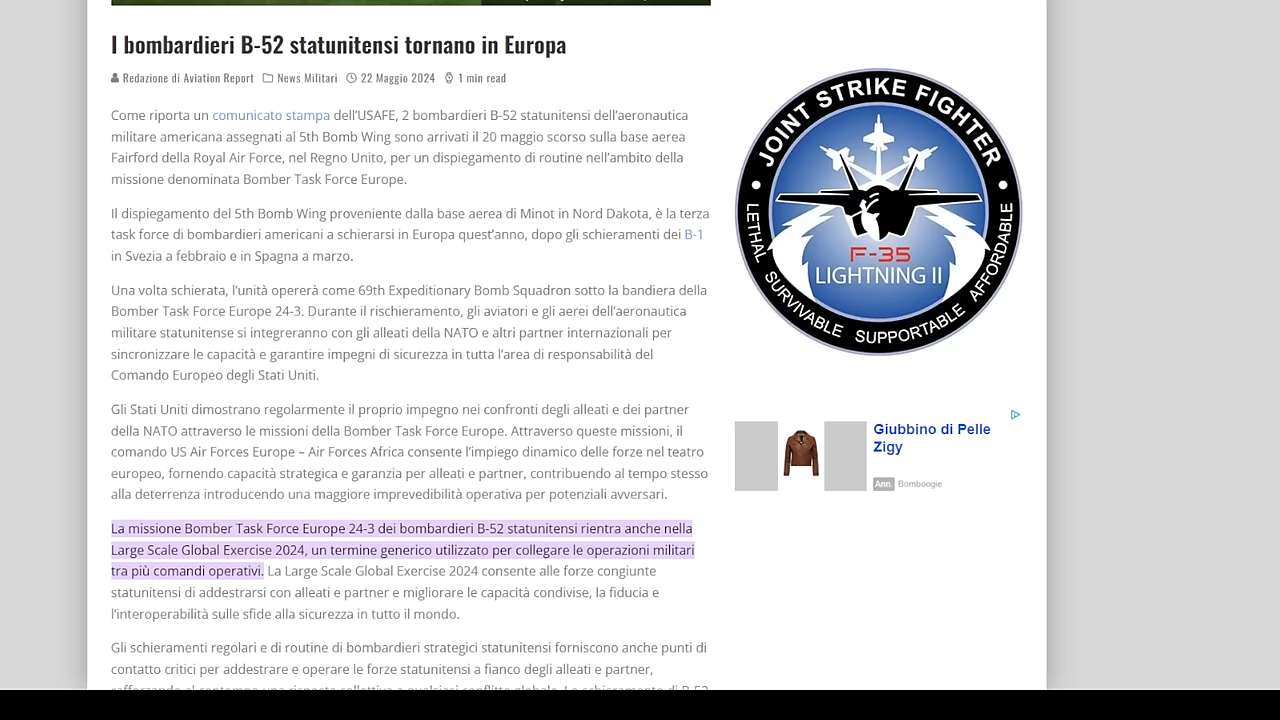 I bombardieri B-52 statunitensi tornano in Europa
Redazione di Aviation Report News Militari 22 Maggio 2024 1 min read
Come riporta un comunicato stampa dell'USAFE, 2 bombardieri B-52 statunitensi dell'aeronautica
militare americana assegnati al 5th Bomb Wing sono arrivati il 20 maggio scorso sulla base aerea
Fairford della Royal Air Force, nel Regno Unito, per un dispiegamento di routine nell'ambito della
missione denominata Bomber Task Force Europe.
Il dispiegamento del 5th Bomb Wing proveniente dalla base aerea di Minot in Nord Dakota, è la terza
task force di bombardieri americani a schierarsi in Europa quest'anno, dopo gli schieramenti dei B-1
in Svezia a febbraio e in Spagna a marzo.
Una volta schierata, l'unità opererà come 69th Expeditionary Bomb Squadron sotto la bandiera della
Bomber Task Force Europe 24-3. Durante il rischieramento, gli aviatori e gli aerei dell'aeronautica
militare statunitense si integreranno con gli alleati della NATO e altri partner internazionali per
sincronizzare le capacità e garantire impegni di sicurezza in tutta l'area di responsabilità del
Comando Europeo degli Stati Uniti.
Gli Stati Uniti dimostrano regolarmente il proprio impegno nei confronti degli alleati e dei partner
della NATO attraverso le missioni della Bomber Task Force Europe. Attraverso queste missioni, il
comando US Air Forces Europe – Air Forces Africa consente l'impiego dinamico delle forze nel teatro
europeo, fornendo capacità strategica e garanzia per alleati e partner, contribuendo al tempo stesso
alla deterrenza introducendo una maggiore imprevedibilità operativa per potenziali avversari.
La missione Bomber Task Force Europe 24-3 dei bombardieri B-52 statunitensi rientra anche nella
Large Scale Global Exercise 2024, un termine generico utilizzato per collegare le operazioni militari
tra più comandi operativi. La Large Scale Global Exercise 2024 consente alle forze congiunte
statunitensi di addestrarsi con alleati e partner e migliorare le capacità condivise, la fiducia e
l'interoperabilità sulle sfide alla sicurezza in tutto il mondo.
Gli schieramenti regolari e di routine di bombardieri strategici statunitensi forniscono anche punti di
contatto critici per addestrare e operare le forze statunitensi a fianco degli alleati e partner,
JOINT STRIKE FIGHTER
F-35
LIGHTNING II
LETHAL SURVIVABLE SUPPORTABLE AFFORDABLE
Giubbino di Pelle
Zigy
Ann. Bomboogie